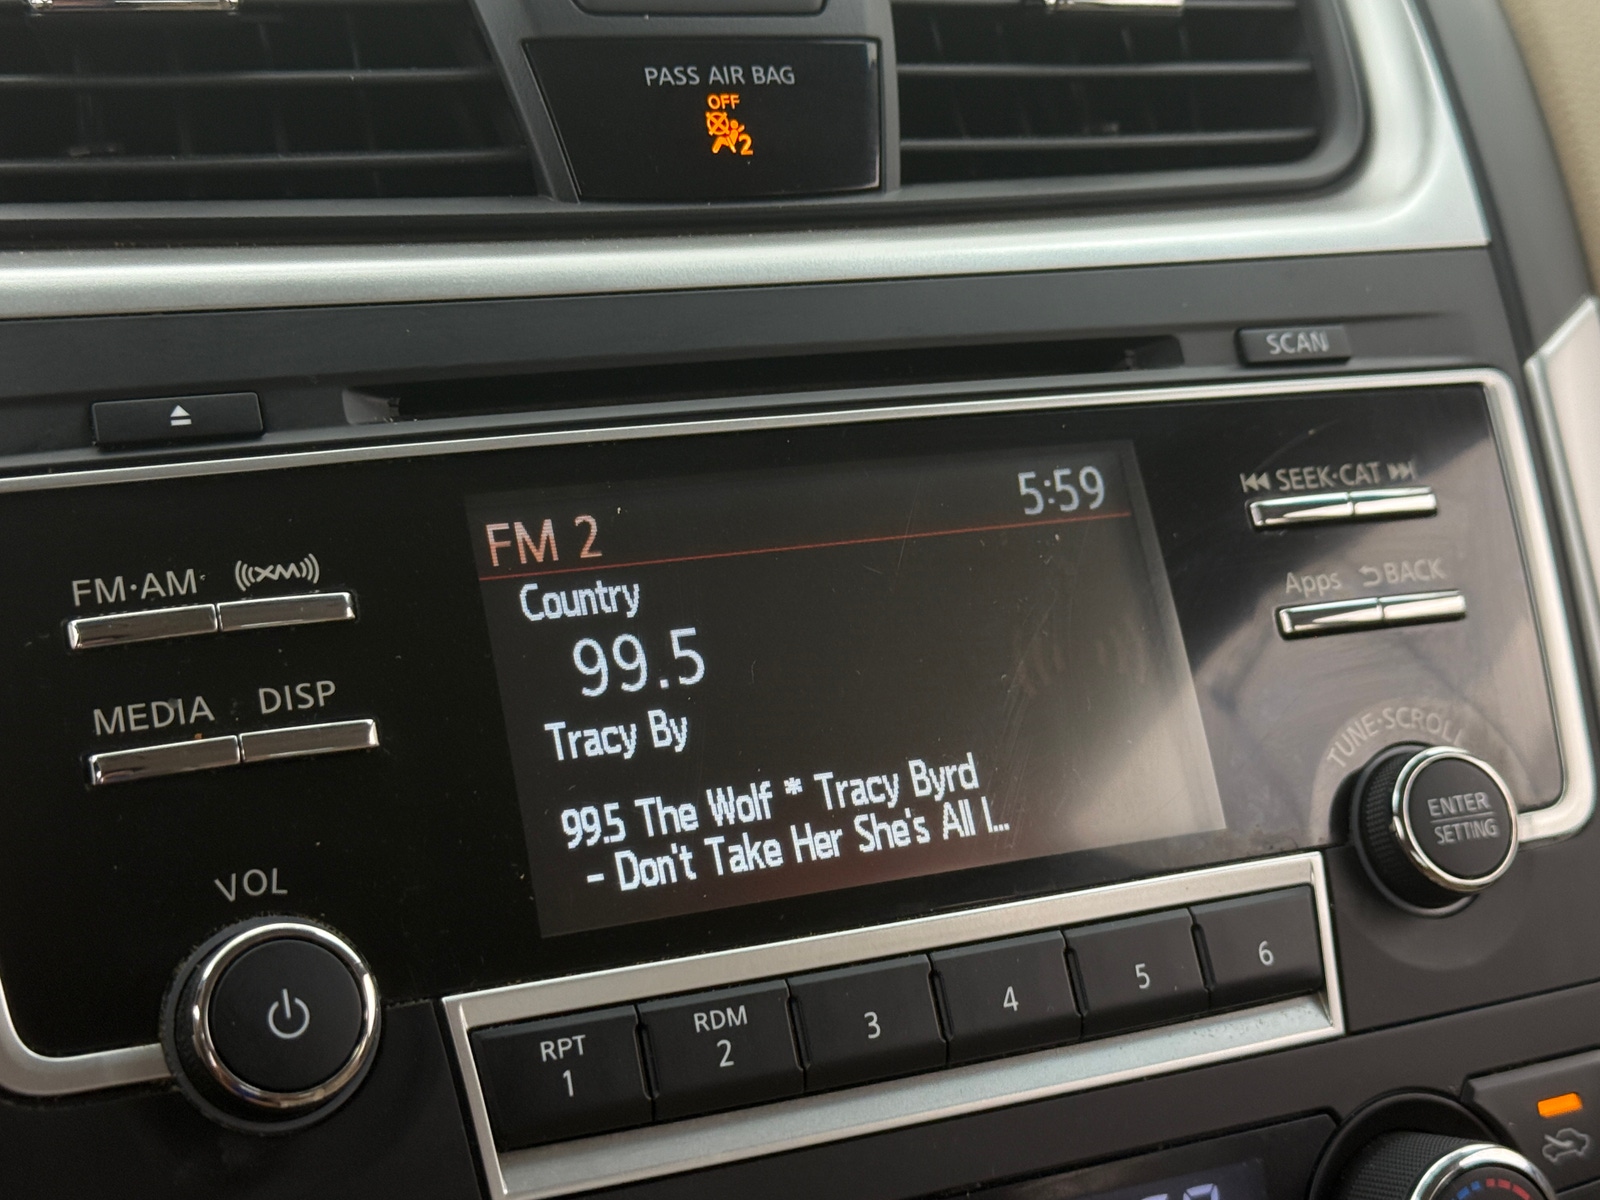 PASS AIR BAG
OFF
2
SCAN
SEEK·CAT
FM 2
5:59
FM·AM
((XM))
Country
Apps
BACK
99.5
MEDIA
DISP
Tracy By
TUNE·SCROLL
99.5 The Wolf * Tracy Byrd
- Don't Take Her She's All I...
ENTER
SETTING
VOL
RPT
1
RDM
2
3
4
5
6